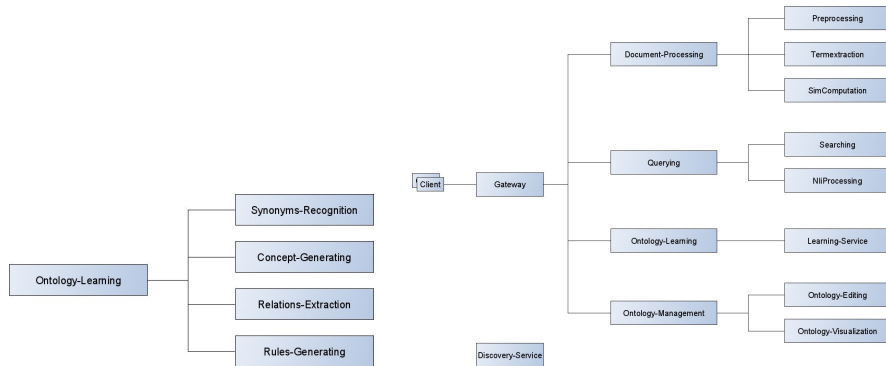 Ontology-Learning
Synonyms-Recognition
Concept-Generating
Relations-Extraction
Rules-Generating
Client
Gateway
Document-Processing
Preprocessing
Termextraction
SimComputation
Querying
Searching
NliProcessing
Ontology-Learning
Learning-Service
Ontology-Management
Ontology-Editing
Ontology-Visualization
Discovery-Service